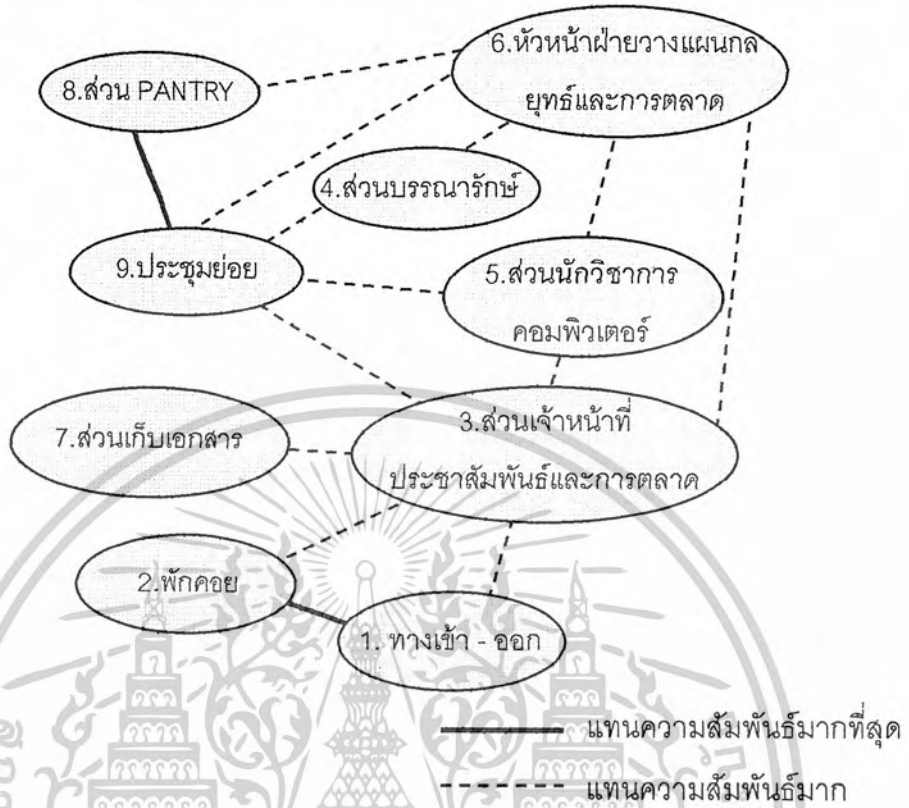 6.หัวหน้าฝ่ายวางแผนกล
ยุทธ์และการตลาด
8.ส่วน PANTRY
4.ส่วนบรรณารักษ์
9.ประชุมย่อย
5.ส่วนนักวิชาการ
คอมพิวเตอร์
3.ส่วนเจ้าหน้าที่
ประชาสัมพันธ์และการตลาด
7.ส่วนเก็บเอกสาร
2.พักคอย
1. ทางเข้า - ออก
แทนความสัมพันธ์มากที่สุด
แทนความสัมพันธ์มาก